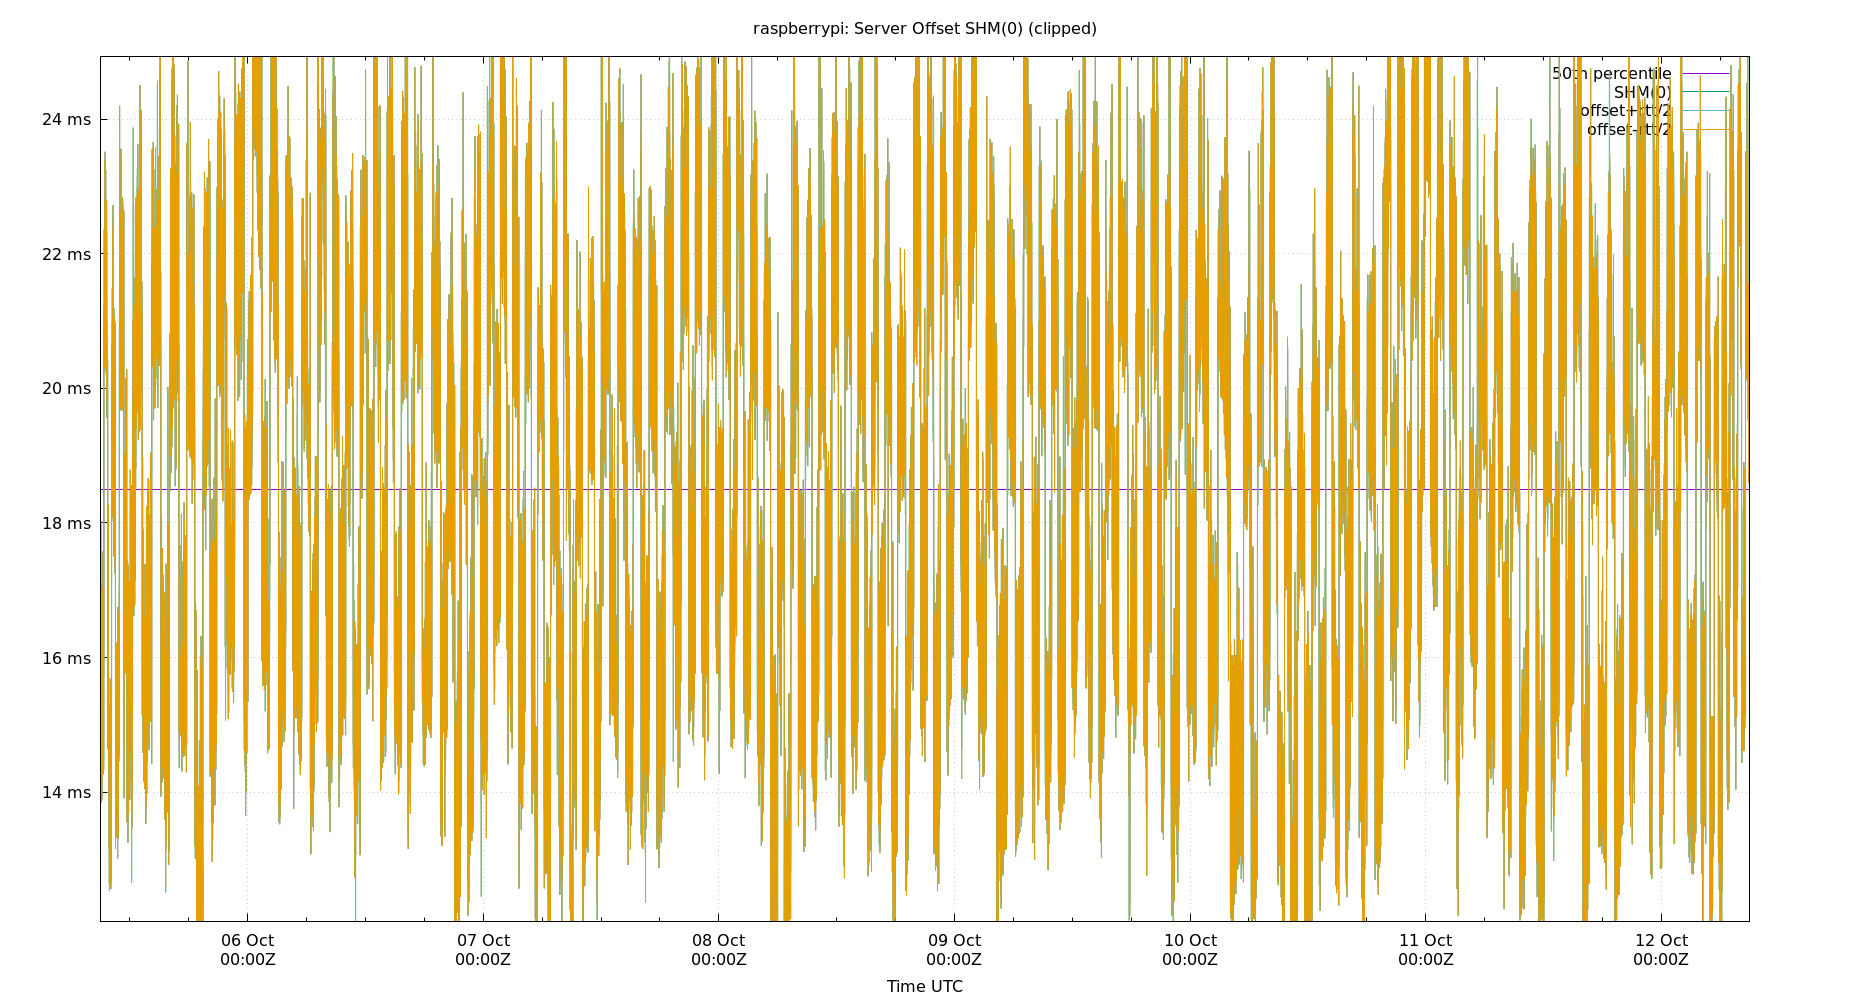 raspberrypi: Server Offset SHM(0) (clipped)
50th percentile
SHM(0)
offset+rtt/2
offset-rtt/2
24 ms
22 ms
20 ms
18 ms
16 ms
14 ms
06 Oct 07 Oct 08 Oct 09 Oct 10 Oct 11 Oct 12 Oct
00:00Z 00:00Z 00:00Z 00:00Z 00:00Z 00:00Z 00:00Z
Time UTC